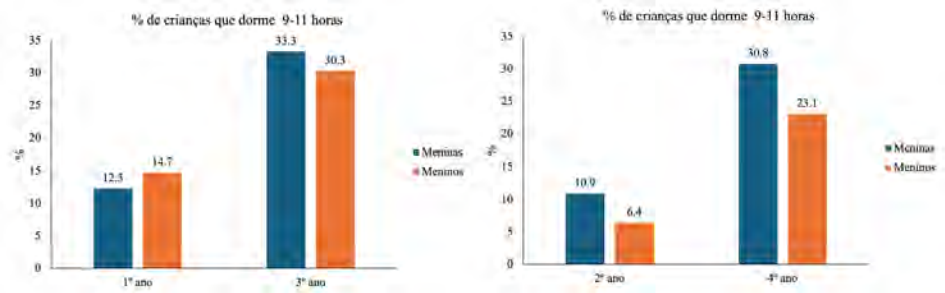 % de crianças que dorme 9-11 horas
35
33.3
30.3
30
25
20
%
15
14.7
12.3
10
5
0
1º ano
3º ano
Meninas
Meninos
% de crianças que dorme 9-11 horas
35
30.8
30
25
23.1
20
%
15
10.9
10
6.4
5
0
2º ano
-4º ano
Meninas
Meninos